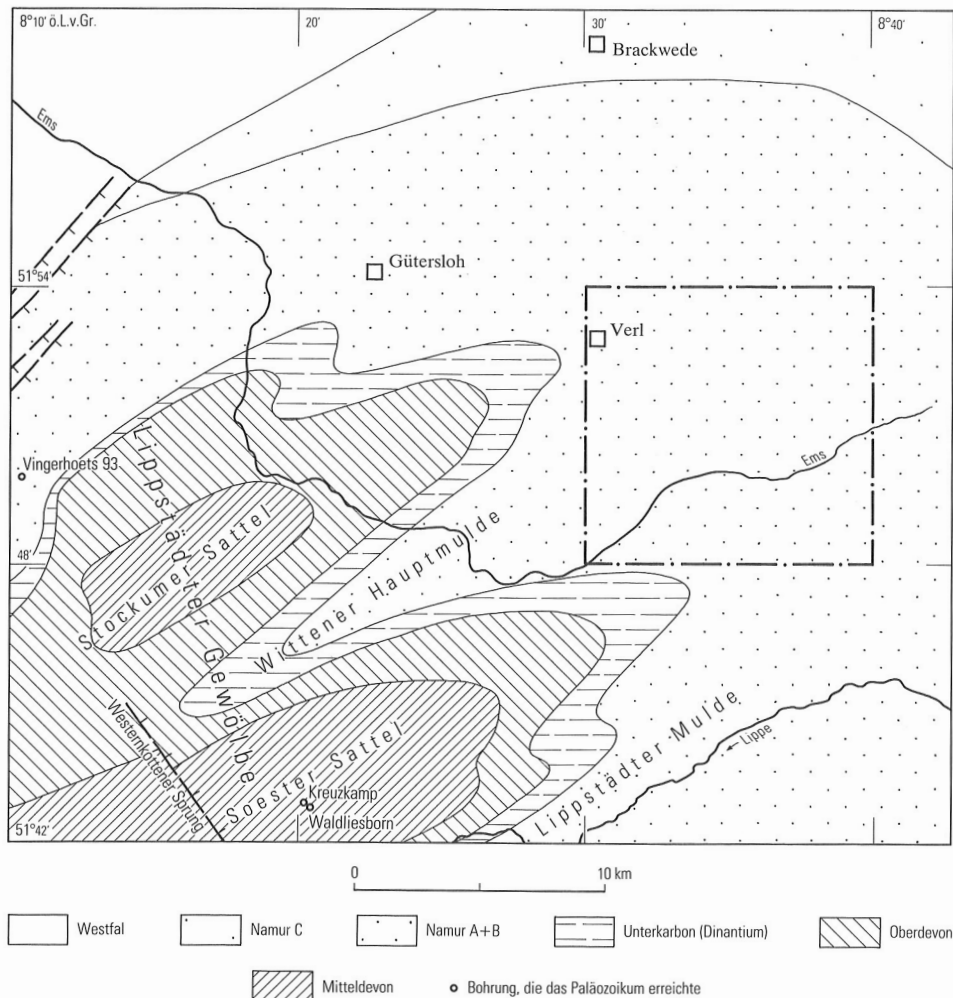 8°10' ö.L.v.Gr.
20'
30'
8°40'
Brackwede
Ems
Gütersloh
51°54'
Verl
Lippstädter Gewölbe
Vingerhoets 93
Ems
Stockumer Sattel
Wittener Hauptmulde
48'
Lippstädter Mulde
Lippe
Westernkottener Sprung
Soester Sattel
Kreuzkamp
Waldliesborn
51°42'
0 10 km
Westfal
Namur C
Namur A+B
Unterkarbon (Dinantium)
Oberdevon
Mitteldevon
Bohrung, die das Paläozoikum erreichte